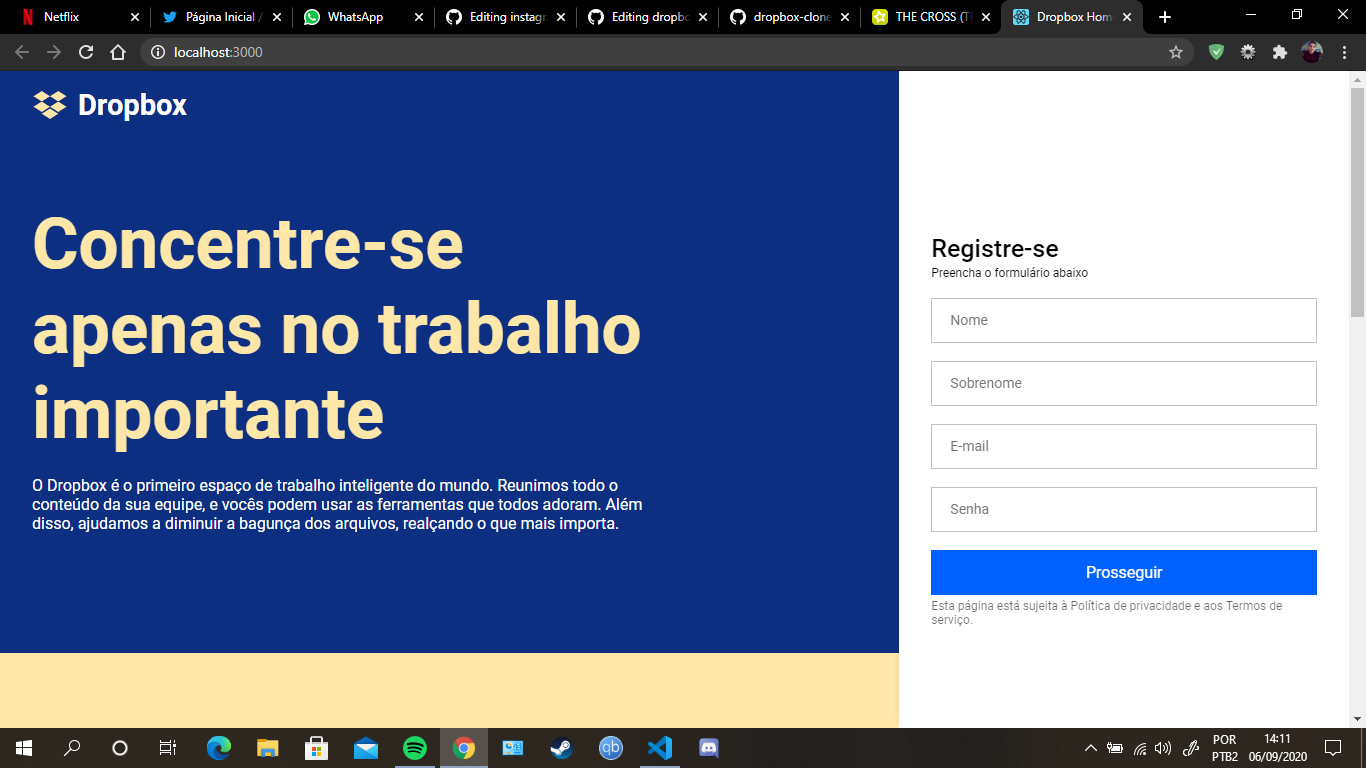 Netflix
Página Inicial /
WhatsApp
Editing instagr
Editing dropbo
dropbox-clone
THE CROSS (T
Dropbox Hom
localhost:3000
Dropbox
Concentre-se
apenas no trabalho
importante
O Dropbox é o primeiro espaço de trabalho inteligente do mundo. Reunimos todo o
conteúdo da sua equipe, e vocês podem usar as ferramentas que todos adoram. Além
disso, ajudamos a diminuir a bagunça dos arquivos, realçando o que mais importa.
Registre-se
Preencha o formulário abaixo
Nome
Sobrenome
E-mail
Senha
Prosseguir
Esta página está sujeita à Política de privacidade e aos Termos de
serviço.
qb
POR
PTB2
14:11
06/09/2020